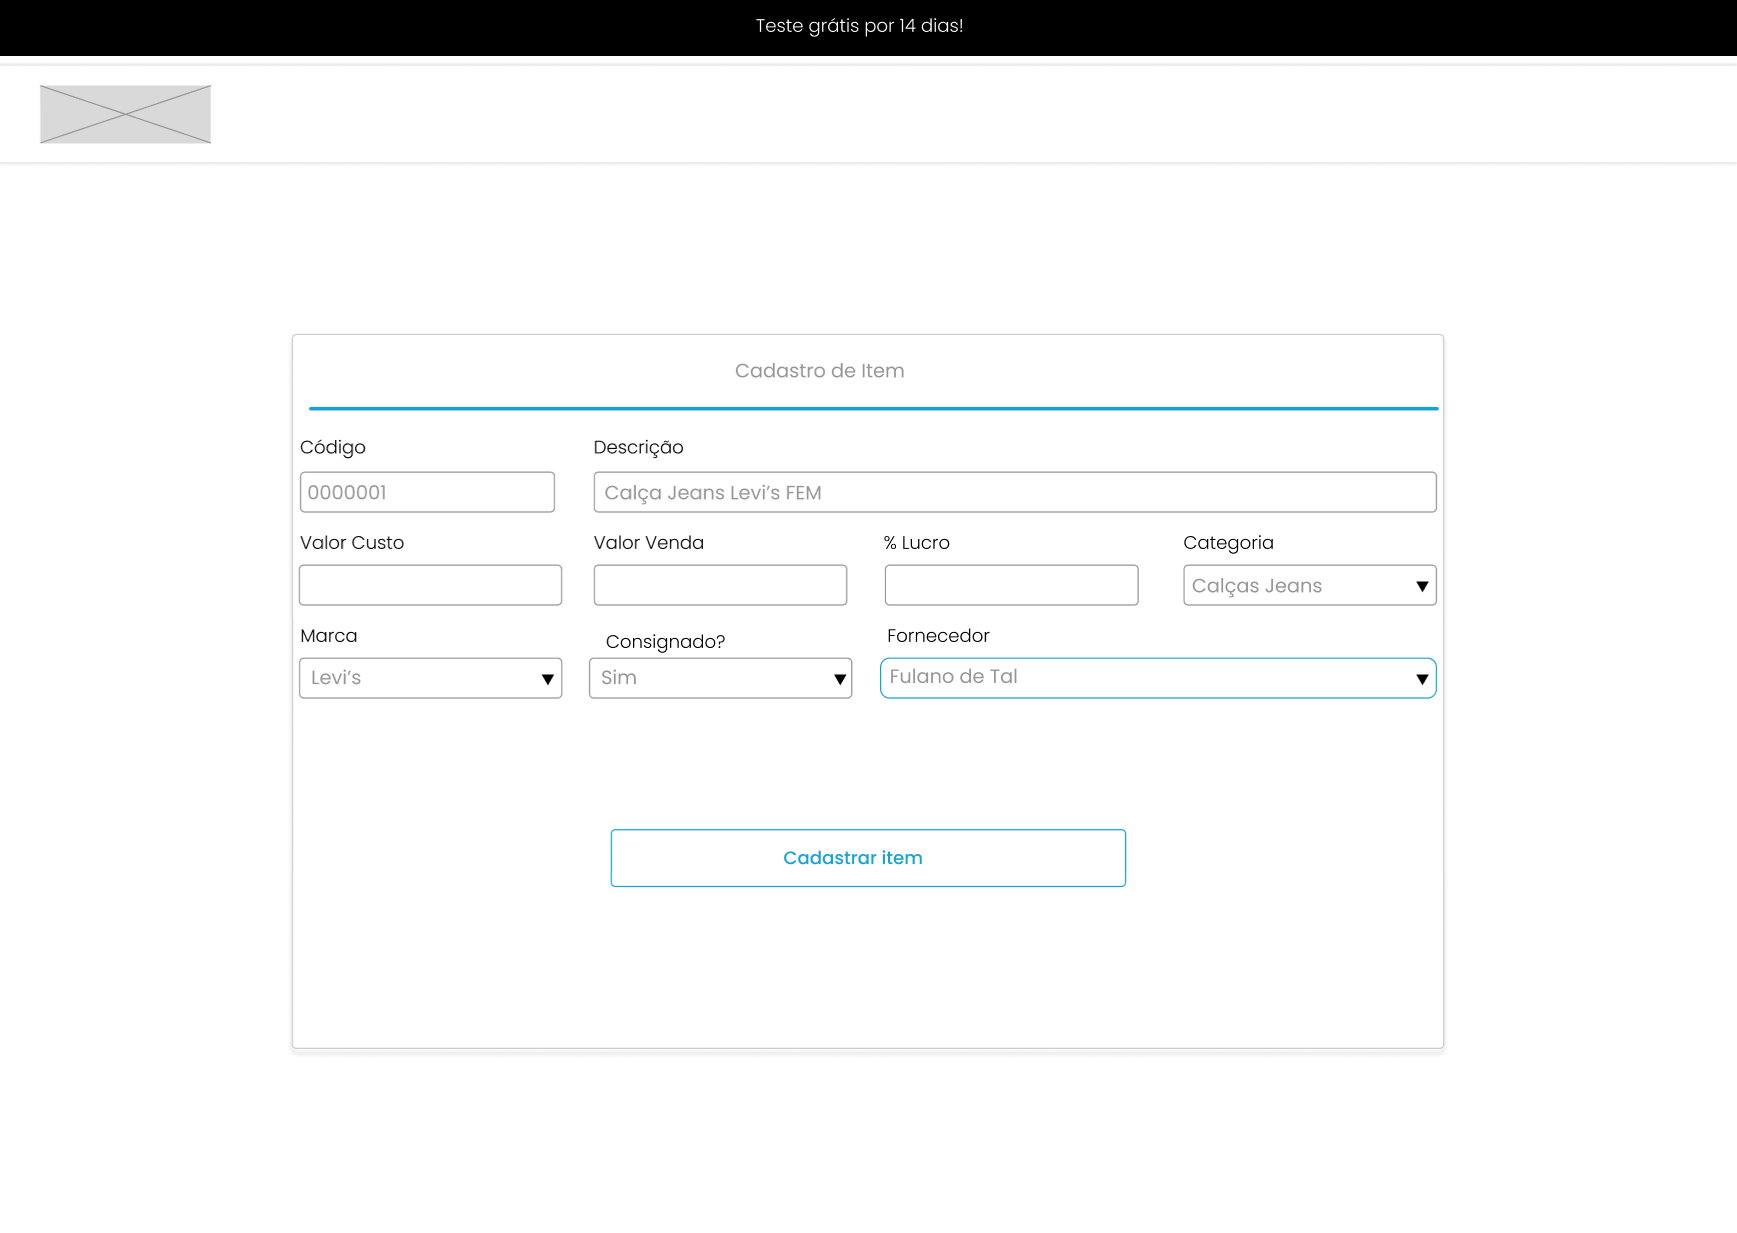 Teste grátis por 14 dias!
Cadastro de Item
Código Descrição
0000001 Calça Jeans Levi’s FEM
Valor Custo Valor Venda % Lucro Categoria
Calças Jeans
Marca Consignado? Fornecedor
Levi’s Sim Fulano de Tal
Cadastrar item